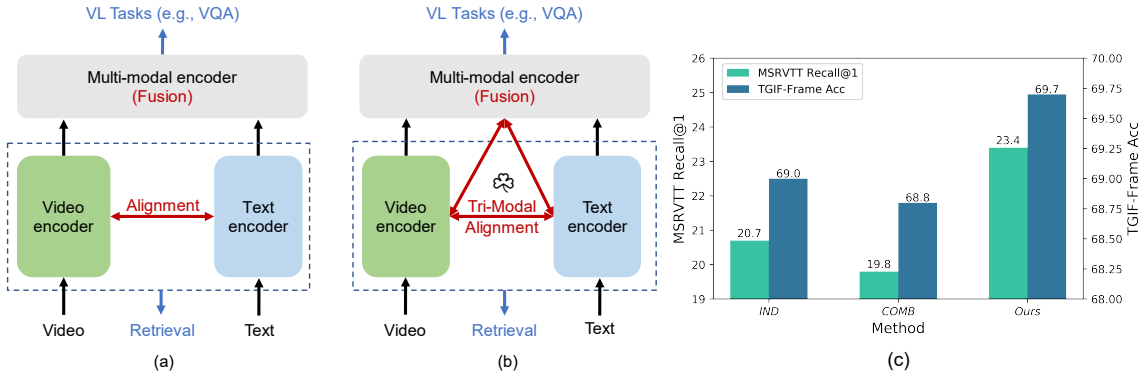 VL Tasks (e.g., VQA)
Multi-modal encoder
(Fusion)
Video
encoder
Alignment
Text
encoder
Video
Retrieval
Text
(a)
VL Tasks (e.g., VQA)
Multi-modal encoder
(Fusion)
Video
encoder
Tri-Modal
Alignment
Text
encoder
Video
Retrieval
Text
(b)
MSRVTT Recall@1
TGIF-Frame Acc
MSRVTT Recall@1
26
25
24
23
22
21
20
19
20.7
69.0
19.8
68.8
23.4
69.7
70.00
69.75
69.50
69.25
69.00
68.75
68.50
68.25
68.00
TGIF-Frame Acc
IND
COMB
Ours
Method
(c)